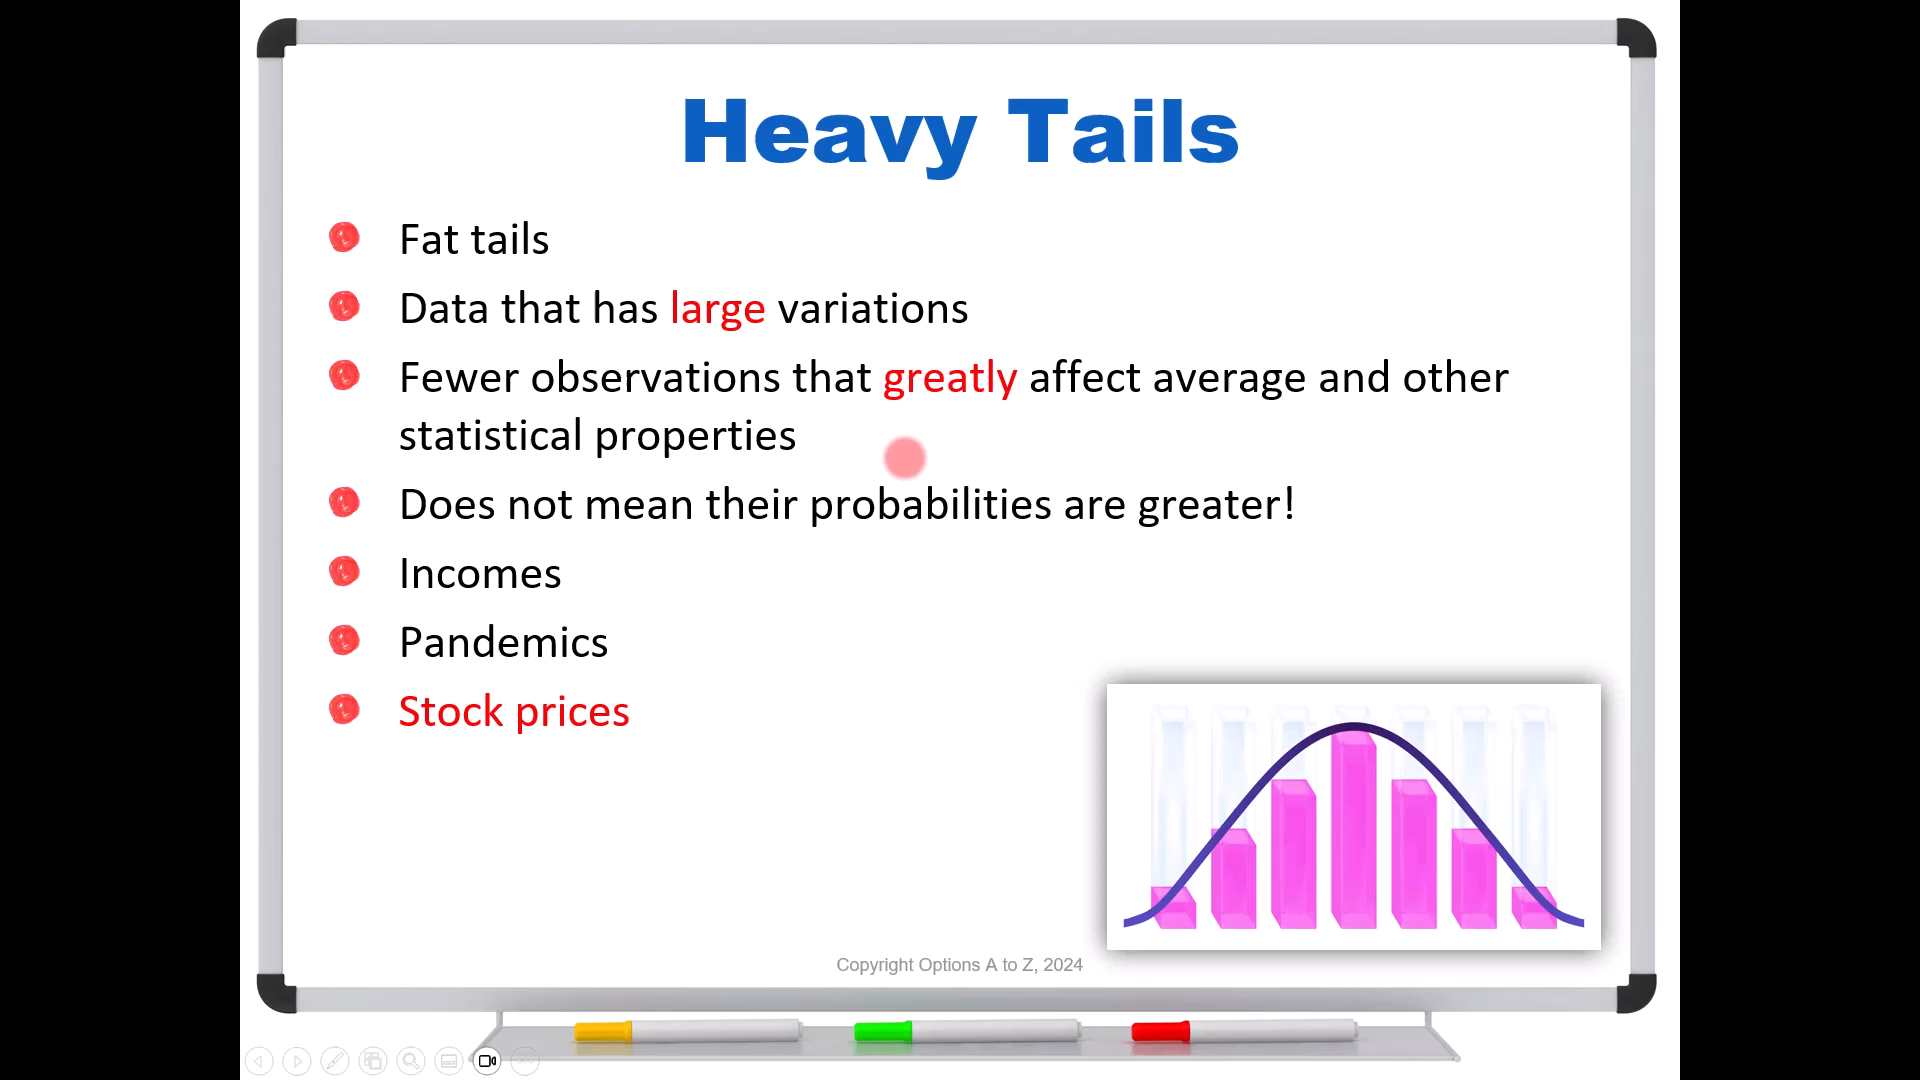 Heavy Tails
Fat tails
Data that has large variations
Fewer observations that greatly affect average and other
statistical properties
Does not mean their probabilities are greater!
Incomes
Pandemics
Stock prices
Copyright Options A to Z, 2024